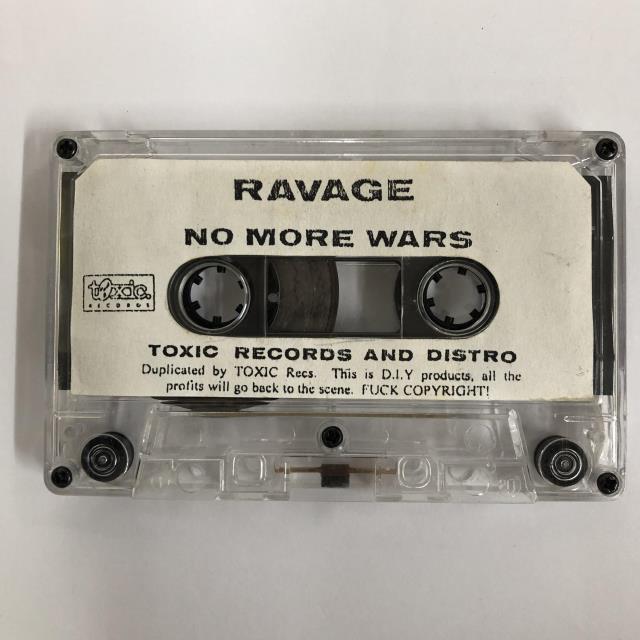 RAVAGE
NO MORE WARS
toxic.
RECORDS
TOXIC RECORDS AND DISTRO
Duplicated by TOXIC Recs. This is D.I.Y products, all the
profits will go back to the scene. FUCK COPYRIGHT!